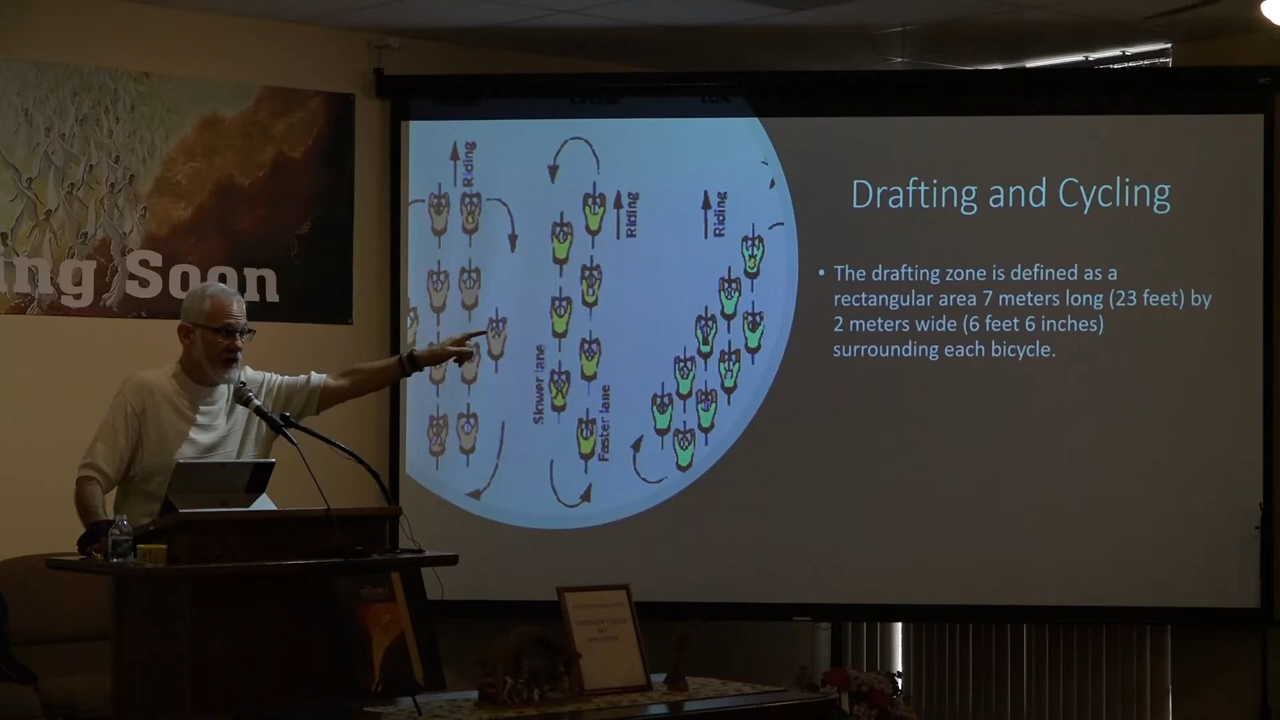 ing Soon
Riding
Riding
Riding
Slower lane
Faster lane
Drafting and Cycling
• The drafting zone is defined as a
rectangular area 7 meters long (23 feet) by
2 meters wide (6 feet 6 inches)
surrounding each bicycle.